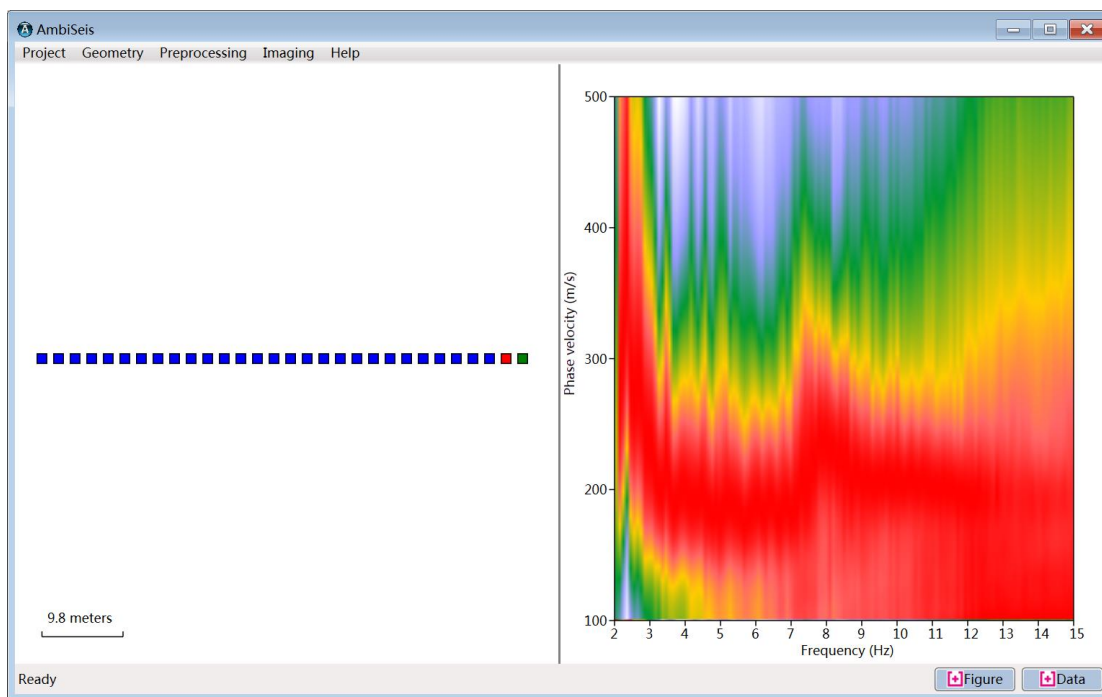 AmbiSeis
Project Geometry Preprocessing Imaging Help
500
400
300
200
100
Phase velocity (m/s)
2 3 4 5 6 7 8 9 10 11 12 13 14 15
Frequency (Hz)
9.8 meters
Ready
[+]Figure [+]Data